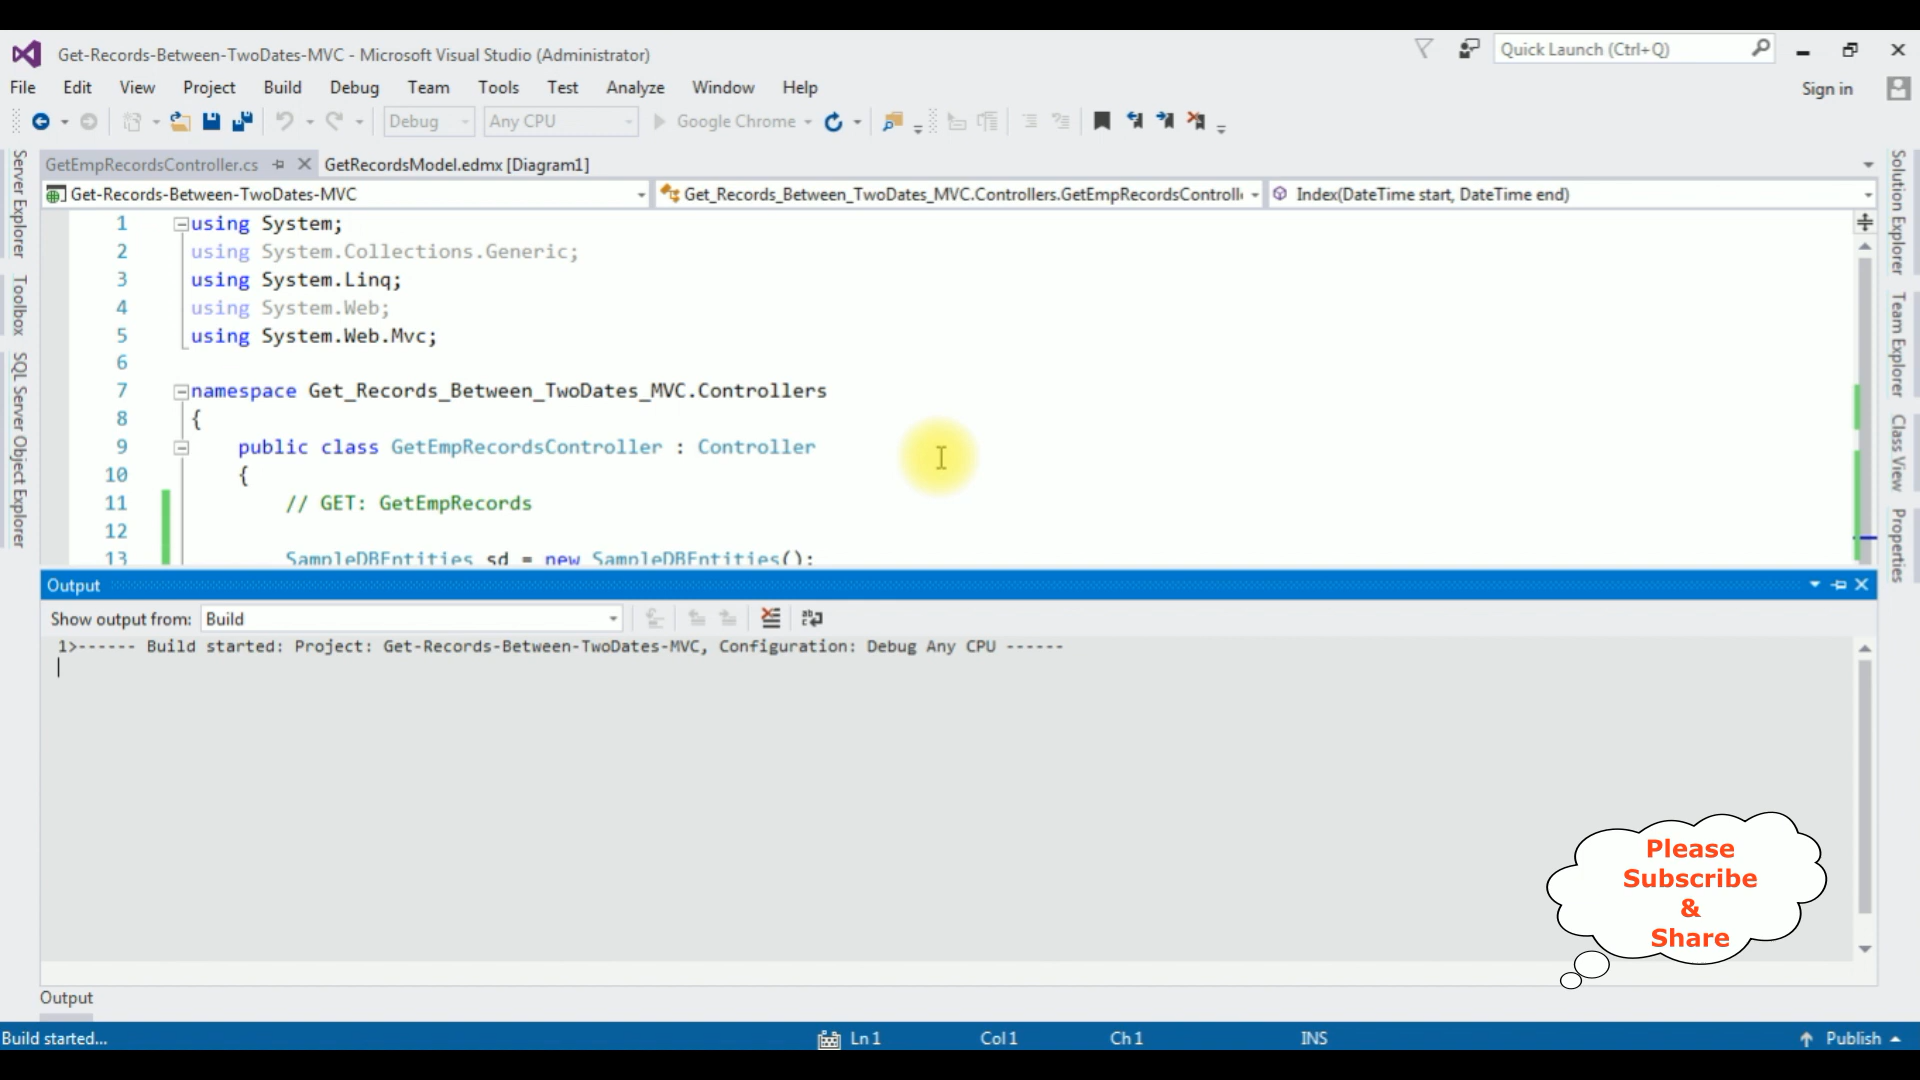 Get-Records-Between-TwoDates-MVC - Microsoft Visual Studio (Administrator)
Quick Launch (Ctrl+Q)
File Edit View Project Build Debug Team Tools Test Analyze Window Help
Sign in
Debug Any CPU Google Chrome
GetEmpRecordsController.cs GetRecordsModel.edmx [Diagram1]
Get-Records-Between-TwoDates-MVC Get_Records_Between_TwoDates_MVC.Controllers.GetEmpRecordsControll Index(DateTime start, DateTime end)
Server Explorer
Toolbox
SQL Server Object Explorer
1 using System;
2 using System.Collections.Generic;
3 using System.Linq;
4 using System.Web;
5 using System.Web.Mvc;
6
7 namespace Get_Records_Between_TwoDates_MVC.Controllers
8 {
9 public class GetEmpRecordsController : Controller
10 {
11 // GET: GetEmpRecords
12
13 SampleDBEntities sd = new SampleDBEntities();
Solution Explorer
Team Explorer
Class View
Properties
Output
Show output from: Build
1>------ Build started: Project: Get-Records-Between-TwoDates-MVC, Configuration: Debug Any CPU ------
Please
Subscribe
&
Share
Output
Build started... Ln 1 Col 1 Ch 1 INS Publish